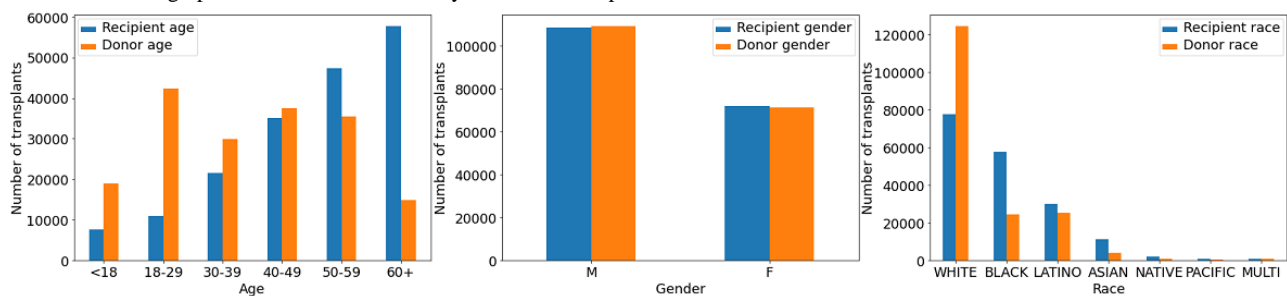 Recipient age
Donor age
Number of transplants
60000
50000
40000
30000
20000
10000
0
<18 18-29 30-39 40-49 50-59 60+
Age
Recipient gender
Donor gender
Number of transplants
100000
80000
60000
40000
20000
0
M F
Gender
Recipient race
Donor race
Number of transplants
120000
100000
80000
60000
40000
20000
0
WHITE BLACK LATINO ASIAN NATIVE PACIFIC MULTI
Race